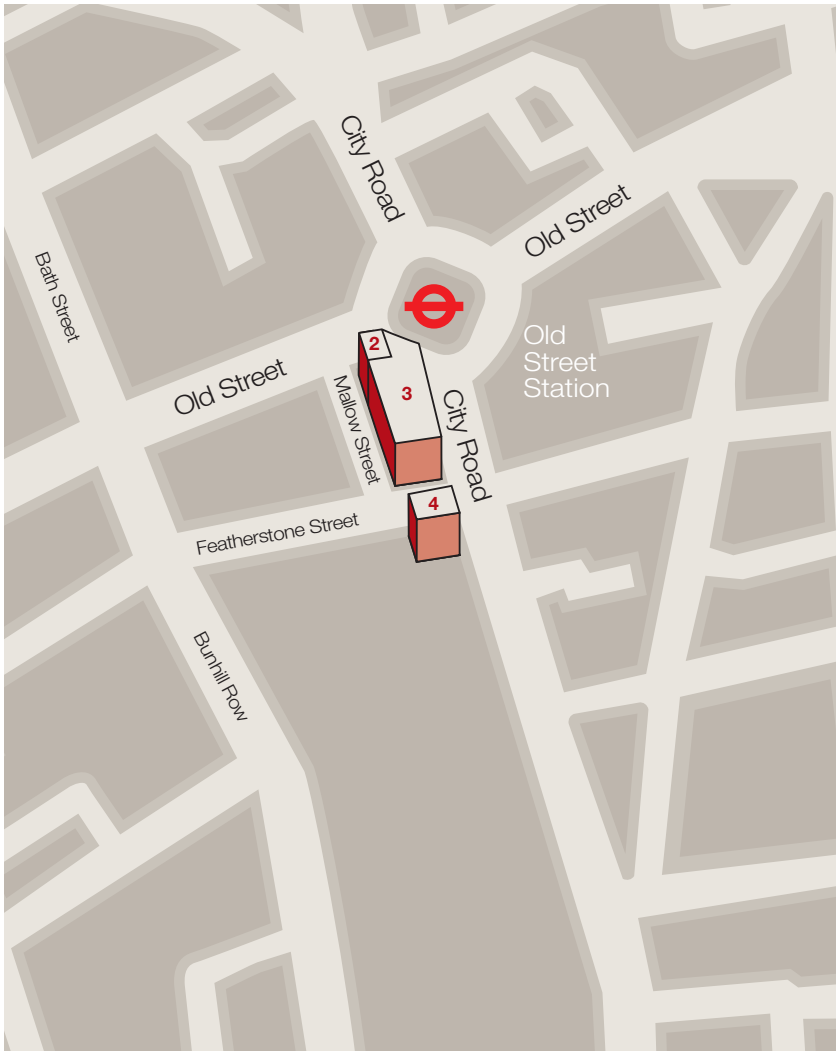 City Road
Old Street
Bath Street
Old
Street
Station
2
Old Street
3
Mallow Street
City Road
4
Featherstone Street
Bunhill Row